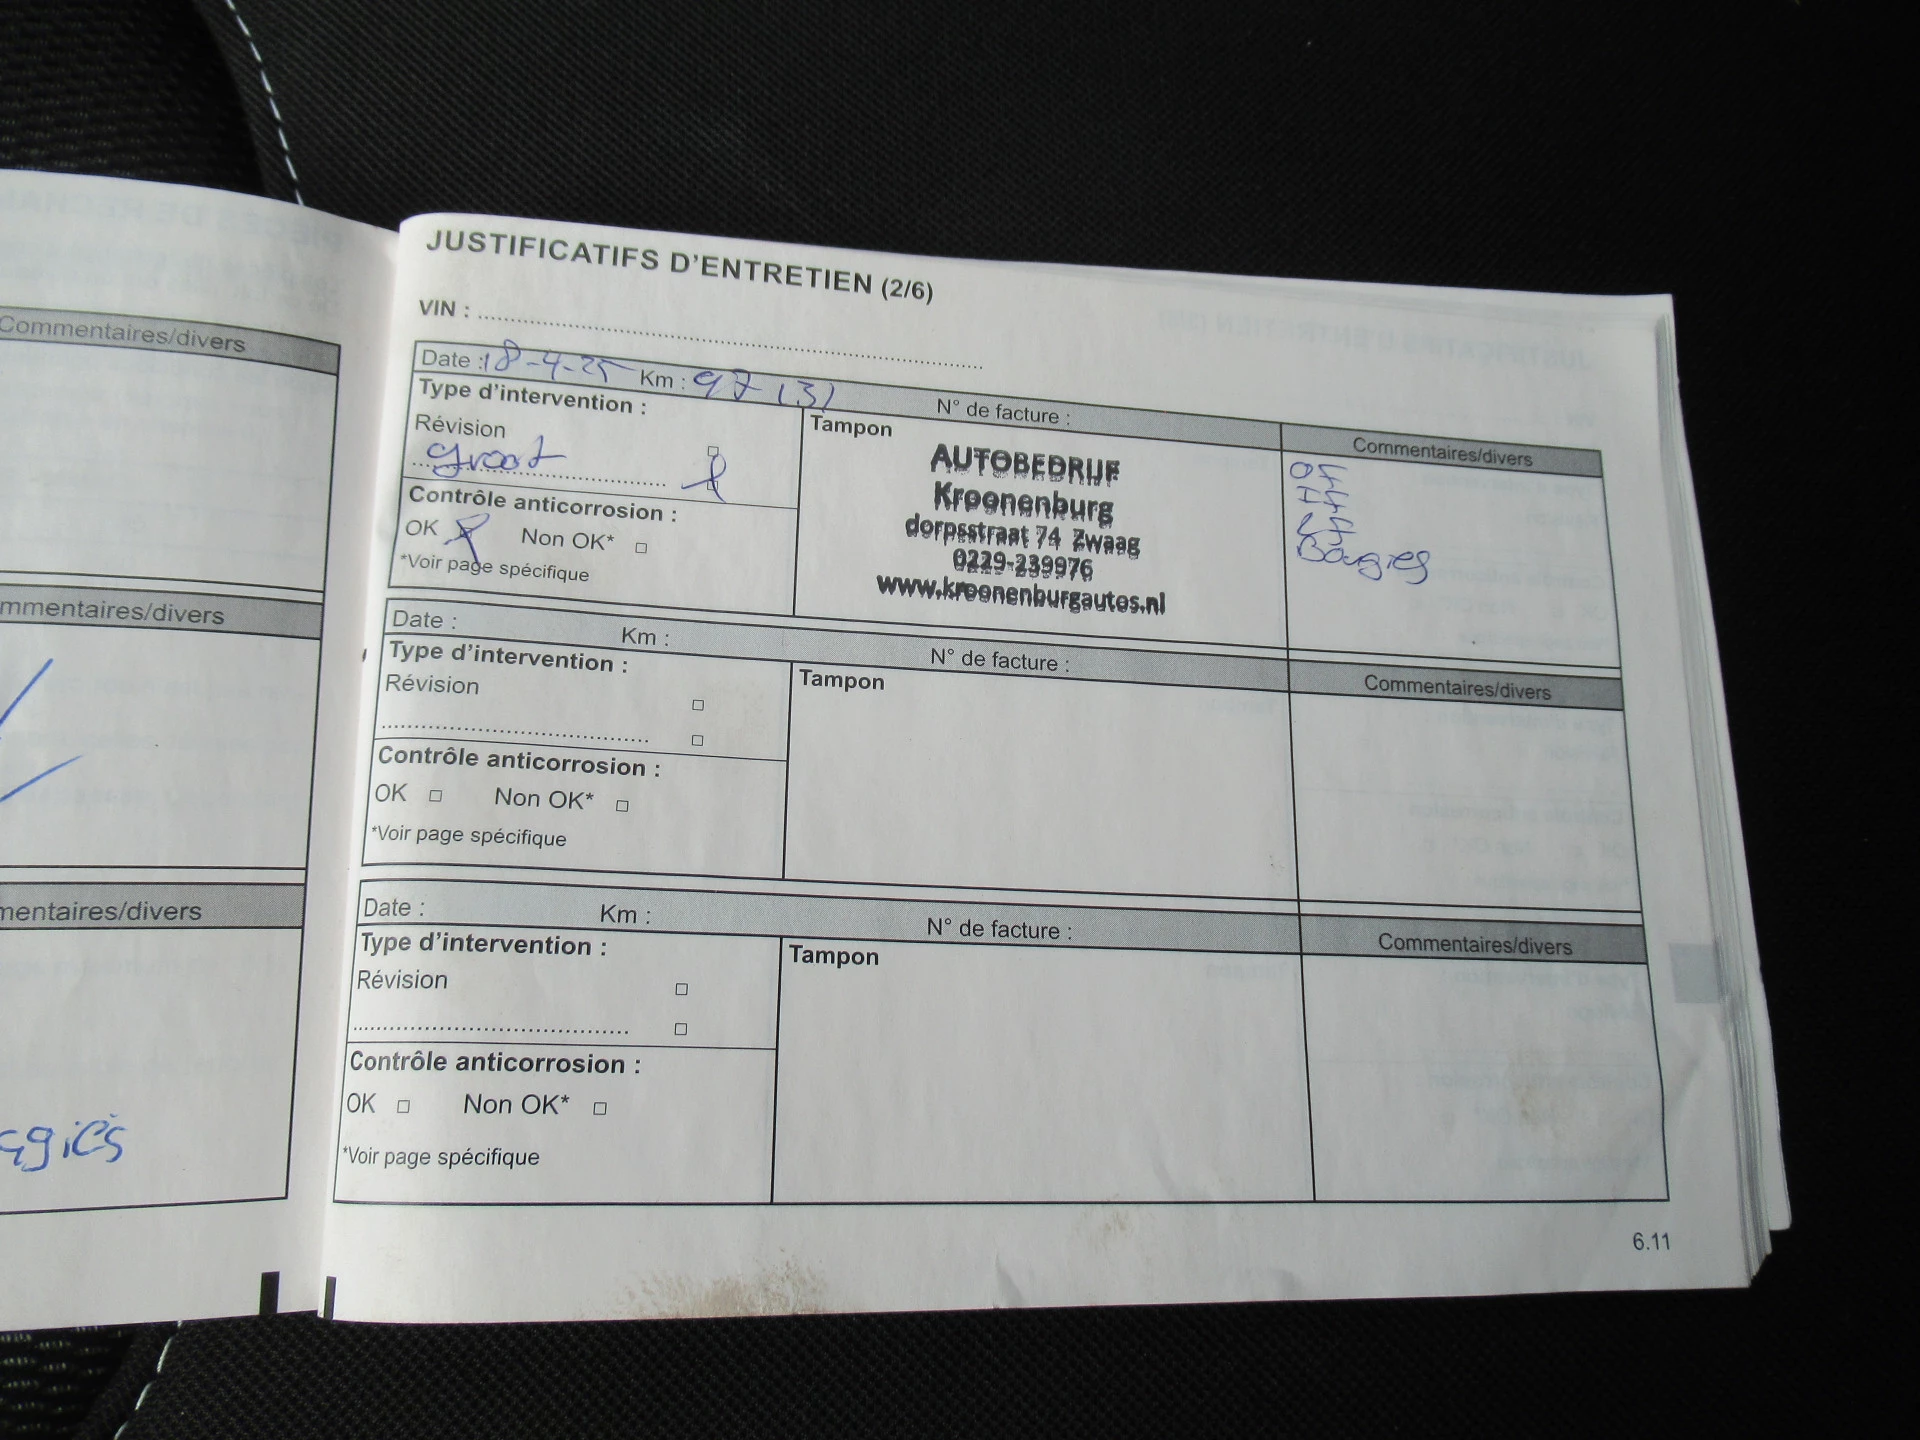 Commentaires/divers
mmentaires/divers
mentaires/divers
JUSTIFICATIFS D'ENTRETIEN (2/6)
VIN :
Date : 18-4-25 Km : 97131 N° de facture :
Type d'intervention :
Révision
groot
Contrôle anticorrosion :
OK Non OK*
*Voir page spécifique
Tampon
AUTOBEDRIJF
Kroonenburg
dorpsstraat 74 Zwaag
0229-239976
www.kroonenburgautos.nl
Commentaires/divers
OF
Bougies
Date : Km : N° de facture :
Type d'intervention :
Révision
Contrôle anticorrosion :
OK Non OK*
*Voir page spécifique
Tampon
Commentaires/divers
Date : Km : N° de facture :
Type d'intervention :
Révision
Contrôle anticorrosion :
OK Non OK*
*Voir page spécifique
Tampon
Commentaires/divers
6.11